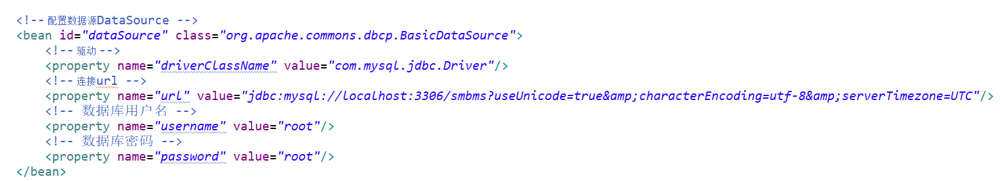 <!-- 配置数据源DataSource -->
<bean id="dataSource" class="org.apache.commons.dbcp.BasicDataSource">
<!-- 驱动 -->
<property name="driverClassName" value="com.mysql.jdbc.Driver"/>
<!-- 连接url -->
<property name="url" value="jdbc:mysql://localhost:3306/smbms?useUnicode=true&amp;characterEncoding=utf-8&amp;serverTimezone=UTC"/>
<!-- 数据库用户名 -->
<property name="username" value="root"/>
<!-- 数据库密码 -->
<property name="password" value="root"/>
</bean>